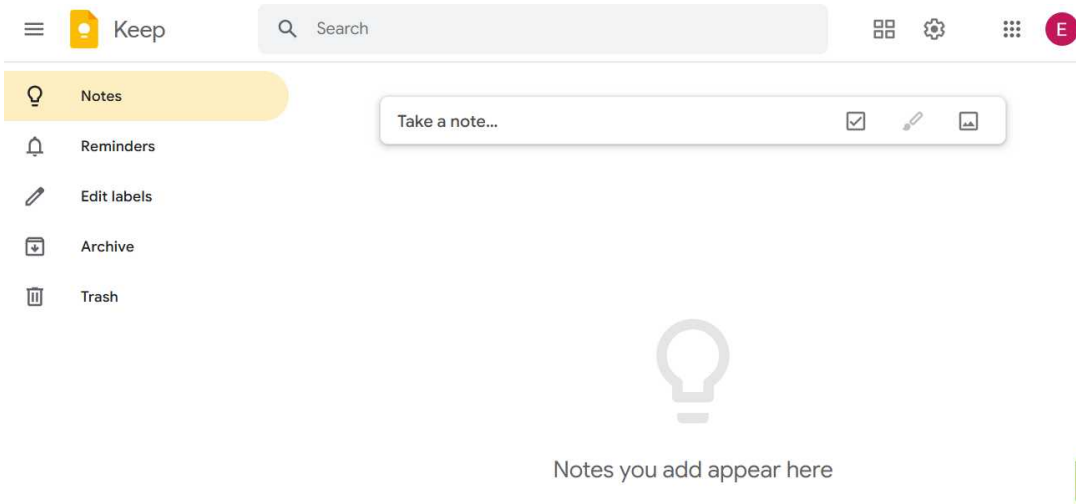 Keep
Search
E
Notes
Take a note...
Reminders
Edit labels
Archive
Trash
Notes you add appear here